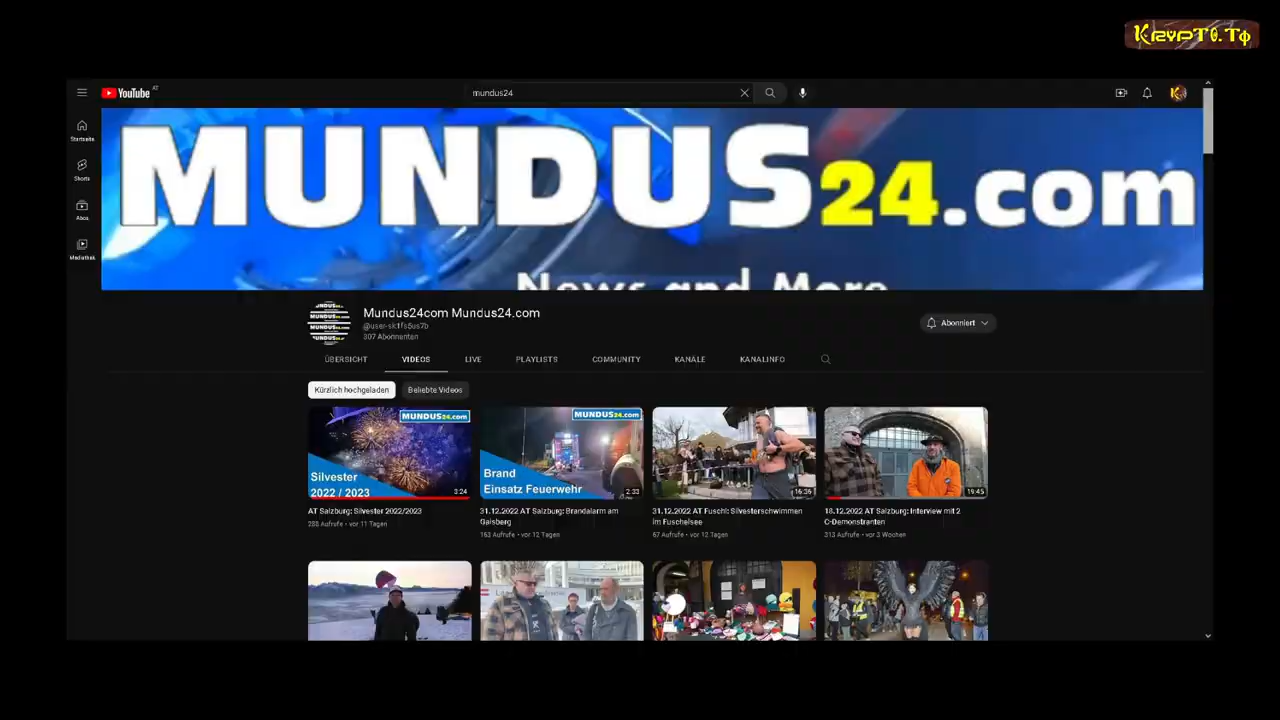 KRYPTθ.Tφ
YouTube AT
mundus24
Startseite
Shorts
Abos
Mediathek
MUNDUS24.com
News and More
MUNDUS24.com
Mundus24com Mundus24.com
307 Abonnenten
Abonniert
ÜBERSICHT VIDEOS LIVE PLAYLISTS COMMUNITY KANÄLE KANALINFO
Kürzlich hochgeladen Beliebte Videos
MUNDUS24.com
Silvester
2022 / 2023
3:24
MUNDUS24.com
Brand
Einsatz Feuerwehr
2:33
16:36
19:45
AT Salzburg: Silvester 2022/2023
288 Aufrufe • vor 11 Tagen
31.12.2022 AT Salzburg: Brandalarm am
Gaisberg
163 Aufrufe • vor 12 Tagen
31.12.2022 AT Fuschl: Silvesterschwimmen
im Fuschelsee
67 Aufrufe • vor 12 Tagen
18.12.2022 AT Salzburg: Interview mit 2
C-Demonstranten
313 Aufrufe • vor 3 Wochen